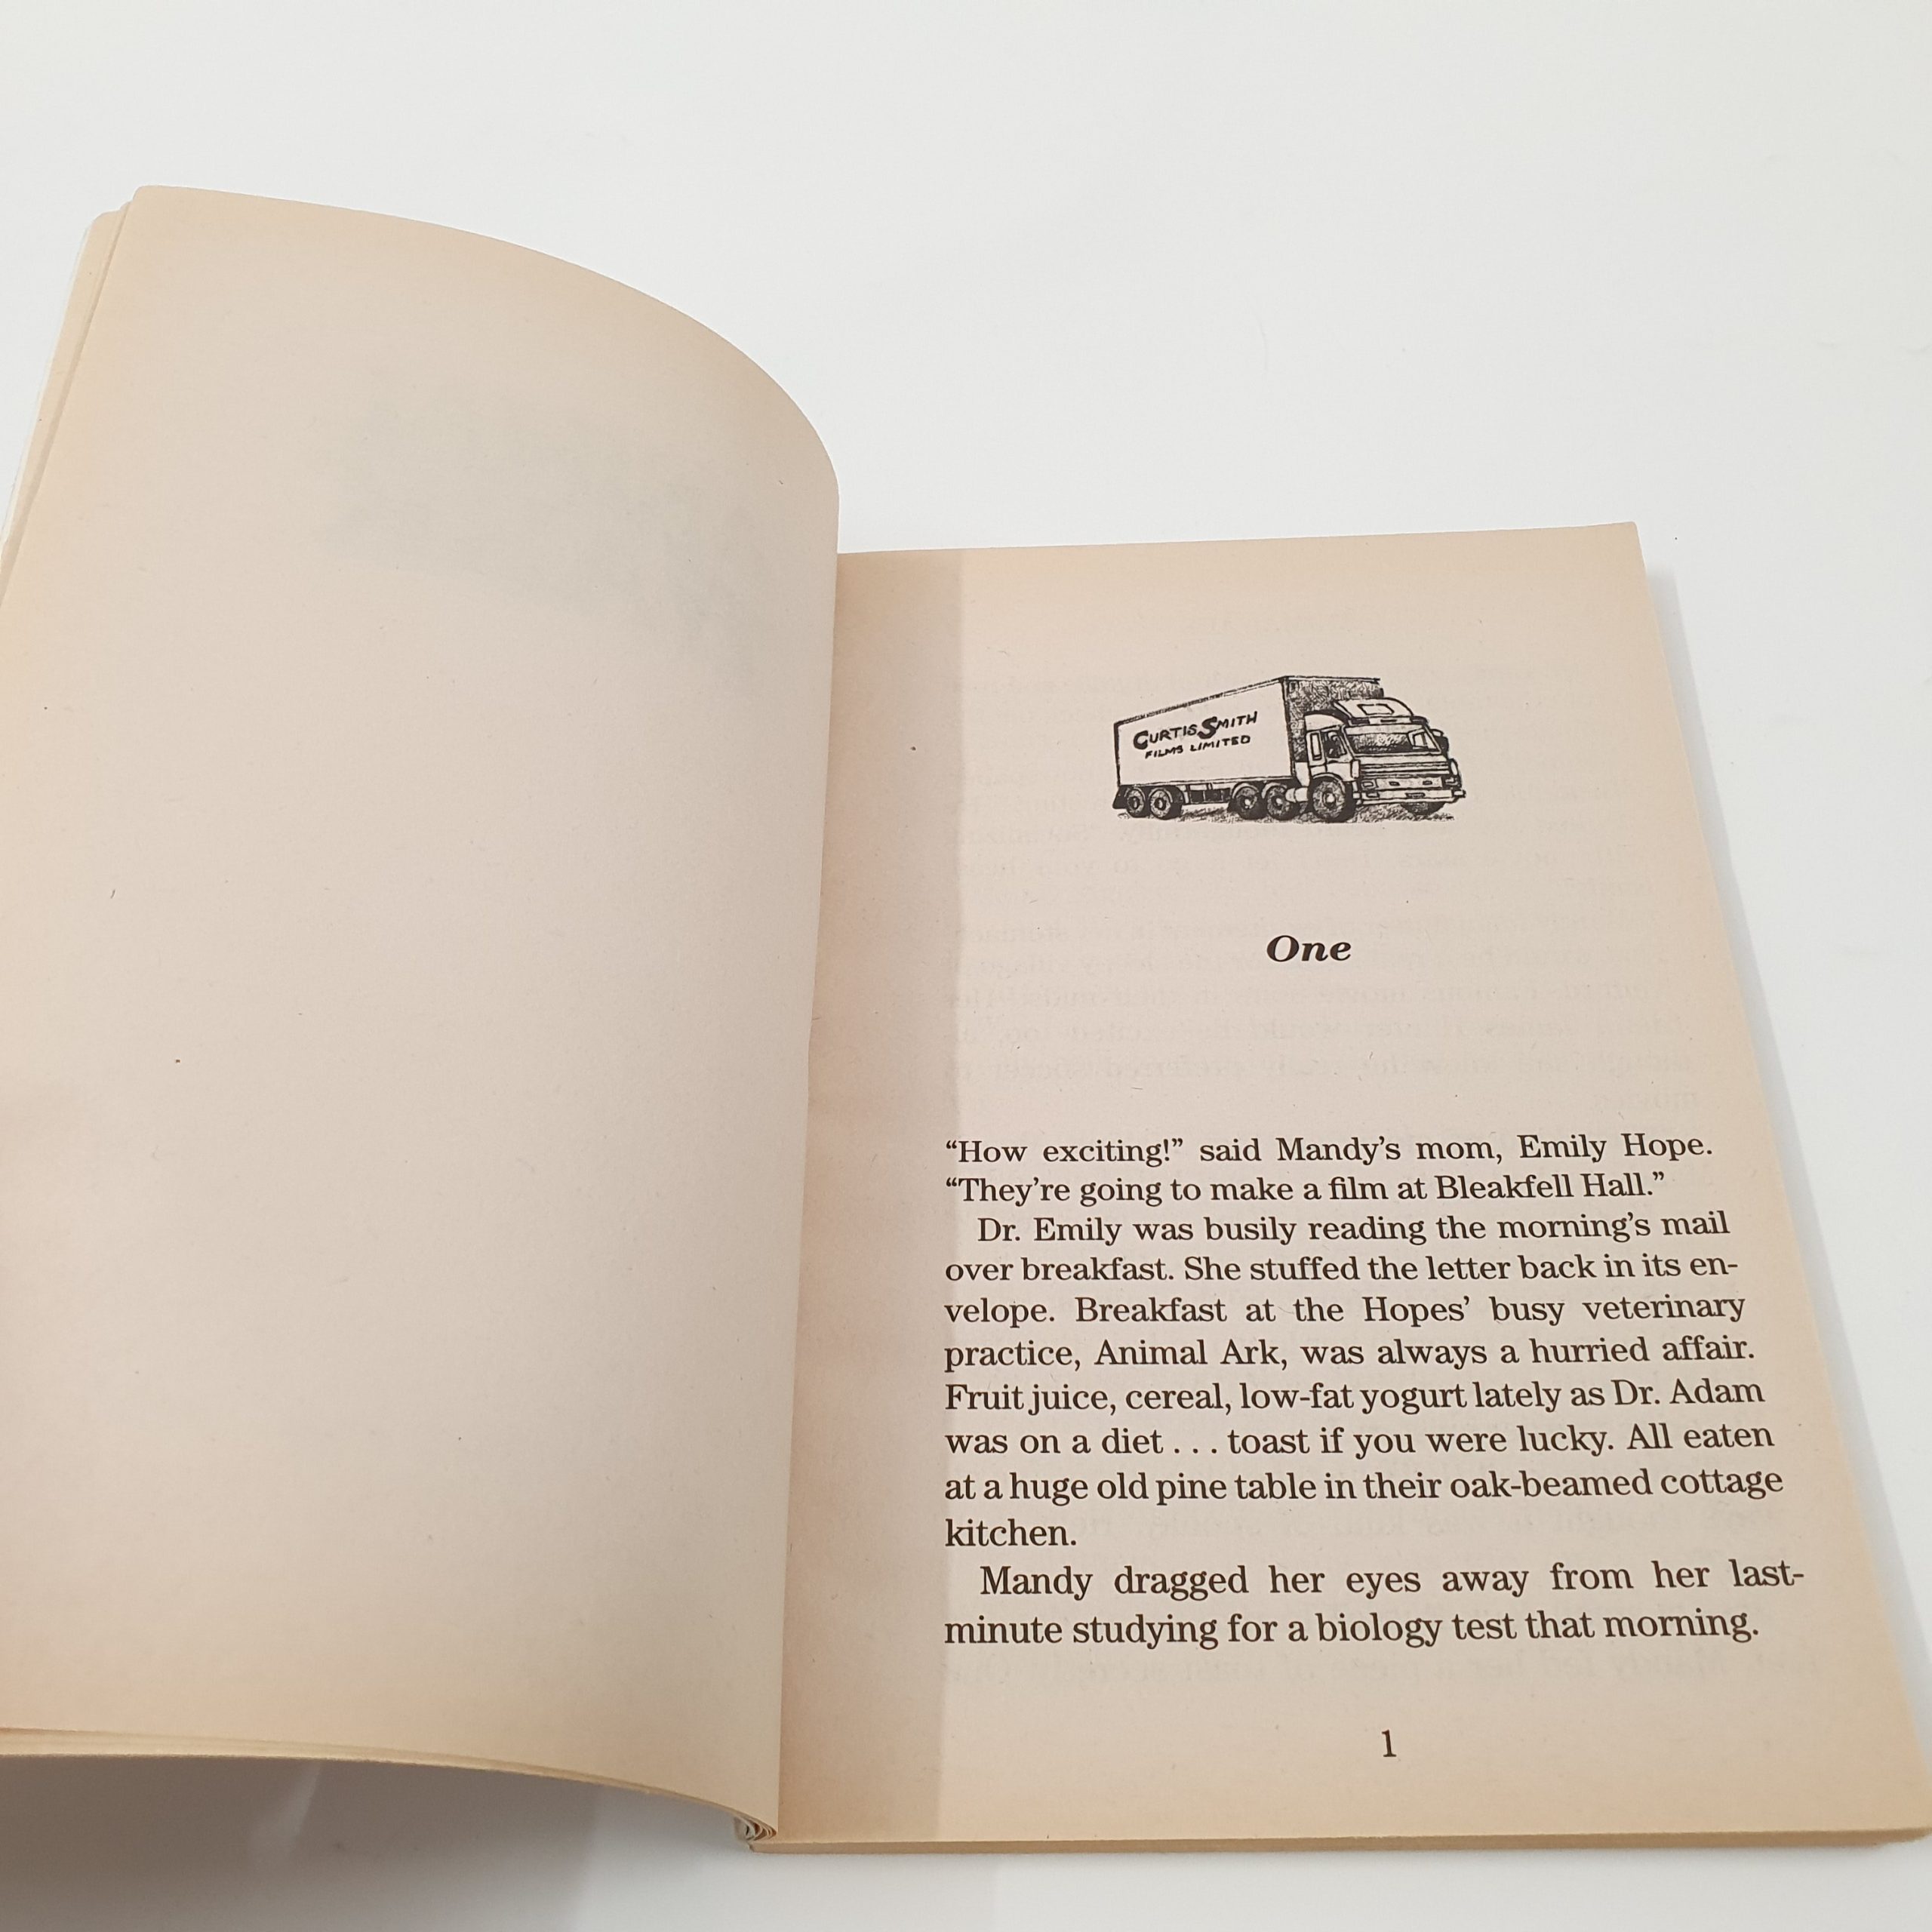 CURTIS SMITH
FILMS LIMITED
One
“How exciting!” said Mandy’s mom, Emily Hope.
“They’re going to make a film at Bleakfell Hall.”
Dr. Emily was busily reading the morning’s mail
over breakfast. She stuffed the letter back in its en-
velope. Breakfast at the Hopes’ busy veterinary
practice, Animal Ark, was always a hurried affair.
Fruit juice, cereal, low-fat yogurt lately as Dr. Adam
was on a diet . . . toast if you were lucky. All eaten
at a huge old pine table in their oak-beamed cottage
kitchen.
Mandy dragged her eyes away from her last-
minute studying for a biology test that morning.
1